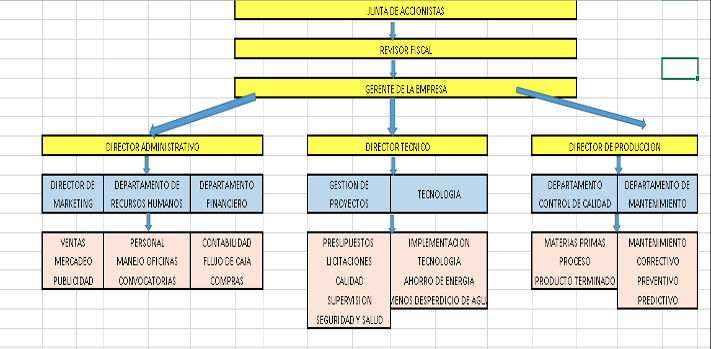 JUNTA DE ACCIONISTAS
REVISOR FISCAL
GERENTE DE LA EMPRESA
DIRECTOR ADMINISTRATIVO
DIRECTOR TECNICO
DIRECTOR DE PRODUCCION
DIRECTOR DE
MARKETING
DEPARTAMENTO DE
RECURSOS HUMANOS
DEPARTAMENTO
FINANCIERO
GESTION DE
PROYECTOS
TECNOLOGIA
DEPARTAMENTO
CONTROL DE CALIDAD
DEPARTAMENTO DE
MANTENIMIENTO
VENTAS
MERCADEO
PUBLICIDAD
PERSONAL
MANEJO OFICINAS
CONVOCATORIAS
CONTABILIDAD
FLUJO DE CAJA
COMPRAS
PRESUPUESTOS
LICITACIONES
CALIDAD
SUPERVISION
SEGURIDAD Y SALUD
IMPLEMENTACION
TECNOLOGIA
AHORRO DE ENERGIA
MENOS DESPERDICIO DE AGU
MATERIAS PRIMAS
PROCESO
PRODUCTO TERMINADO
MANTENIMIENTO
CORRECTIVO
PREVENTIVO
PREDICTIVO